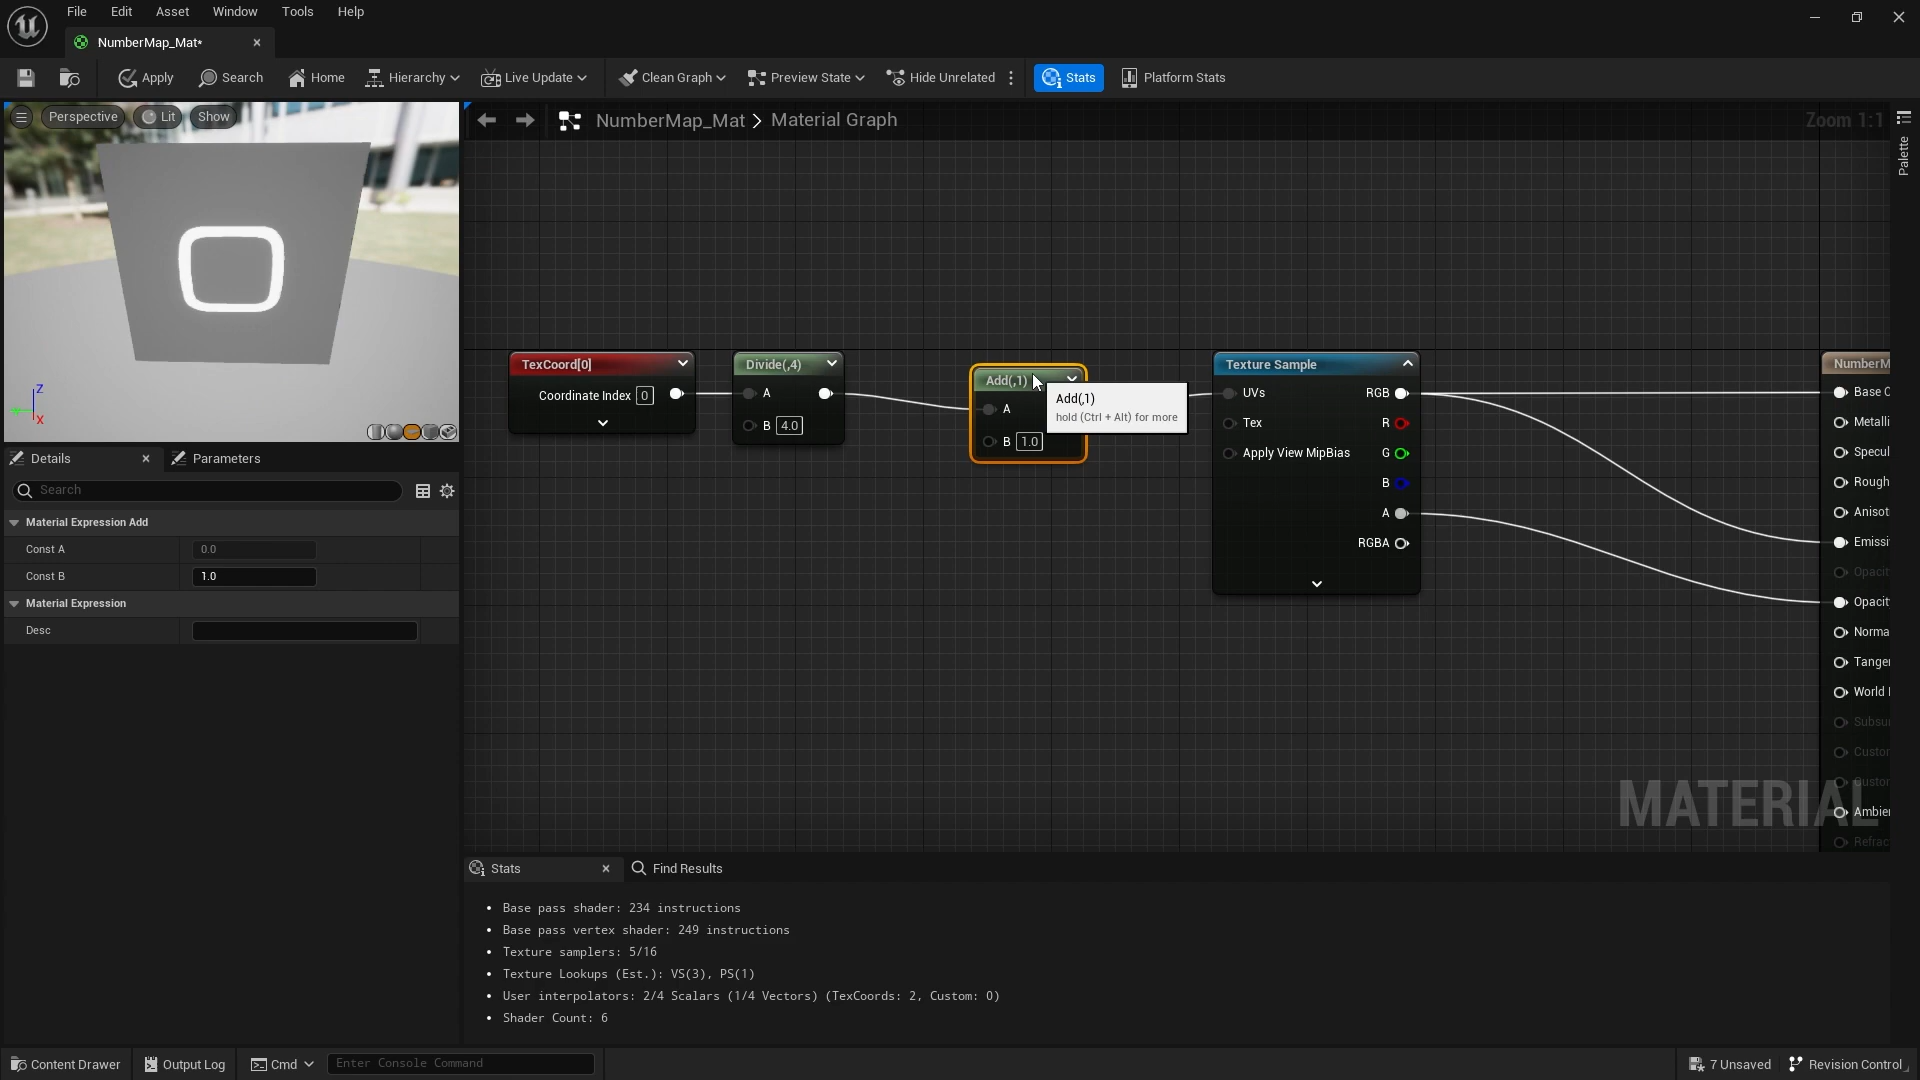 File Edit Asset Window Tools Help
NumberMap_Mat*
Apply Search Home Hierarchy Live Update Clean Graph Preview State Hide Unrelated Stats Platform Stats
Perspective Lit Show
NumberMap_Mat > Material Graph
Zoom 1:1
Palette
Z
X
TexCoord[0]
Coordinate Index 0
Divide(,4)
A
B 4.0
Add(,1)
A
B 1.0
Add(,1)
hold (Ctrl + Alt) for more
Texture Sample
UVs RGB
Tex R
Apply View MipBias G
B
A
RGBA
NumberM
Base C
Metalli
Specul
Rough
Anisot
Emissi
Opacit
Opacit
Norma
Tangen
World
Subsu
Custor
Custor
Ambien
Refrac
MATERIAL
Details Parameters
Search
Material Expression Add
Const A 0.0
Const B 1.0
Material Expression
Desc
Stats Find Results
• Base pass shader: 234 instructions
• Base pass vertex shader: 249 instructions
• Texture samplers: 5/16
• Texture Lookups (Est.): VS(3), PS(1)
• User interpolators: 2/4 Scalars (1/4 Vectors) (TexCoords: 2, Custom: 0)
• Shader Count: 6
Content Drawer Output Log Cmd Enter Console Command 7 Unsaved Revision Control